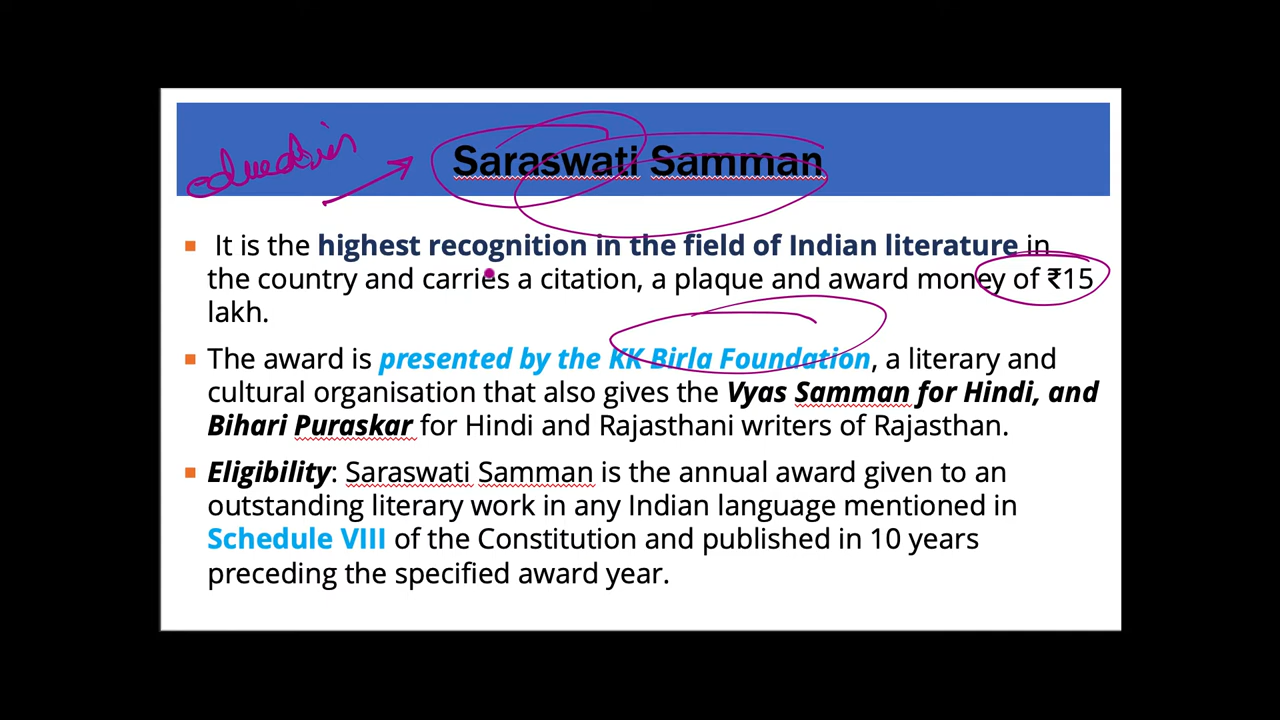 Saraswati Samman
It is the highest recognition in the field of Indian literature in
the country and carries a citation, a plaque and award money of ₹15
lakh.
The award is presented by the KK Birla Foundation, a literary and
cultural organisation that also gives the Vyas Samman for Hindi, and
Bihari Puraskar for Hindi and Rajasthani writers of Rajasthan.
Eligibility: Saraswati Samman is the annual award given to an
outstanding literary work in any Indian language mentioned in
Schedule VIII of the Constitution and published in 10 years
preceding the specified award year.